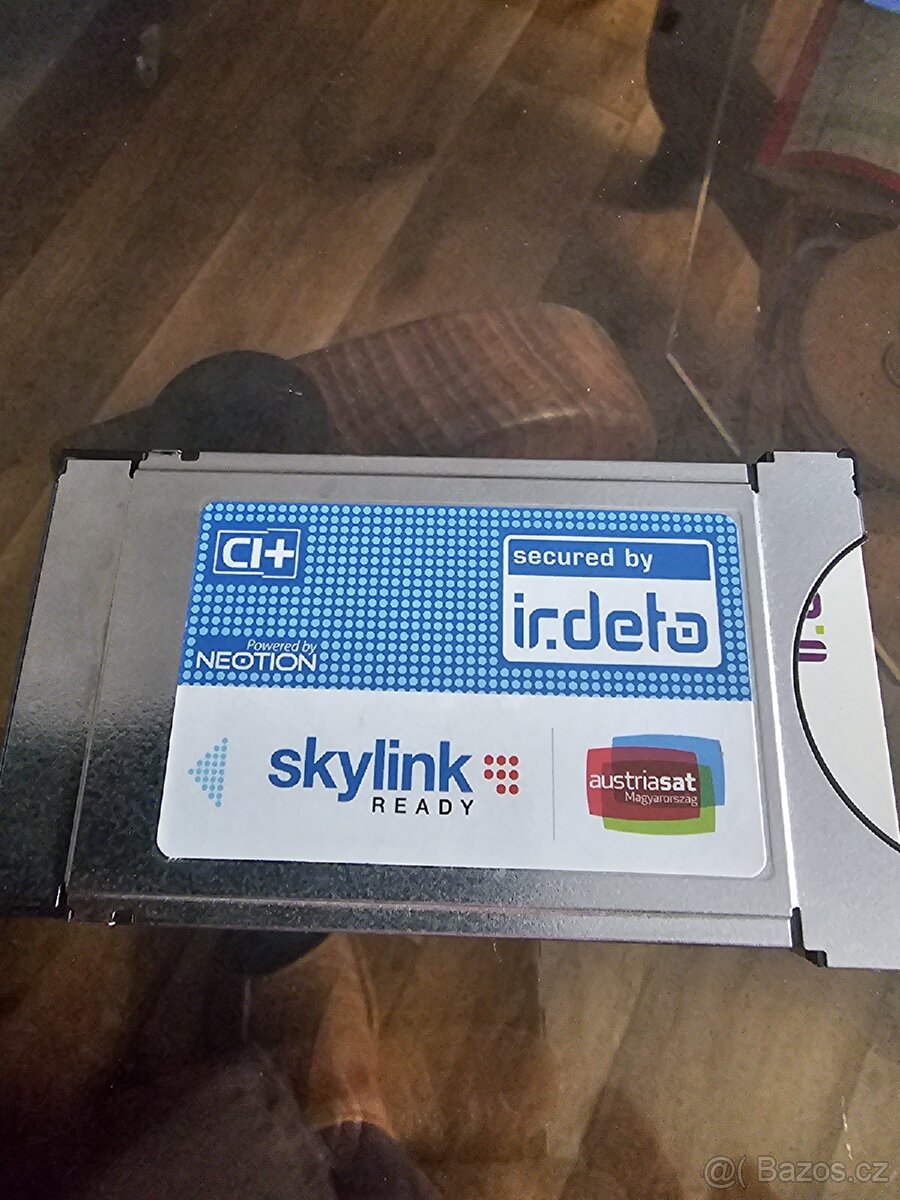 CI+
secured by
irdeto
Powered by
NEOTION
skylink
READY
austriasat
Magyarország
@( Bazos.cz